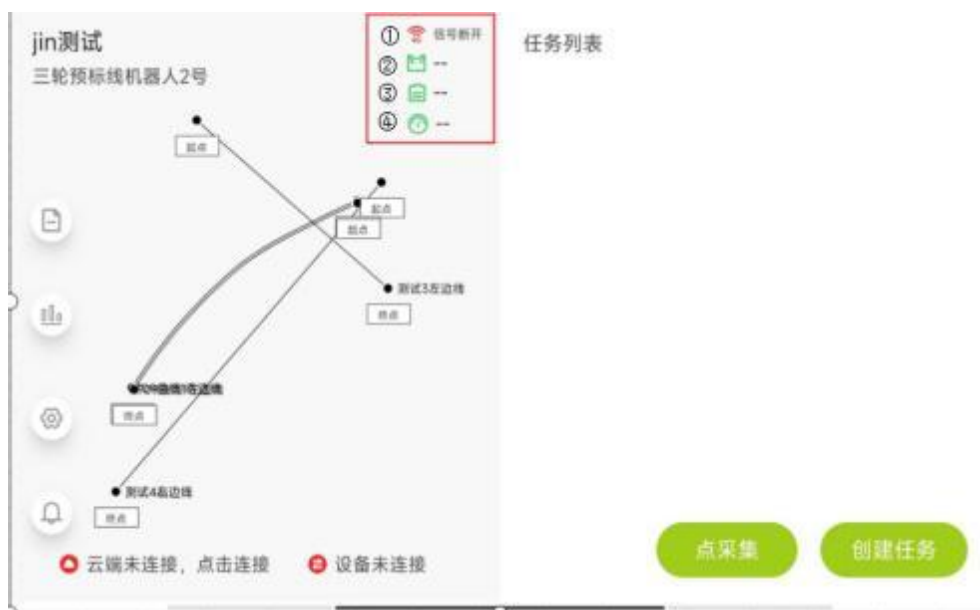 jin测试
三轮预标线机器人2号
① 信号断开
② --
③ --
④ --
任务列表
起点
起点
起点
测试3左边线
终点
终点
测试4右边线
终点
云端未连接，点击连接
设备未连接
点采集
创建任务